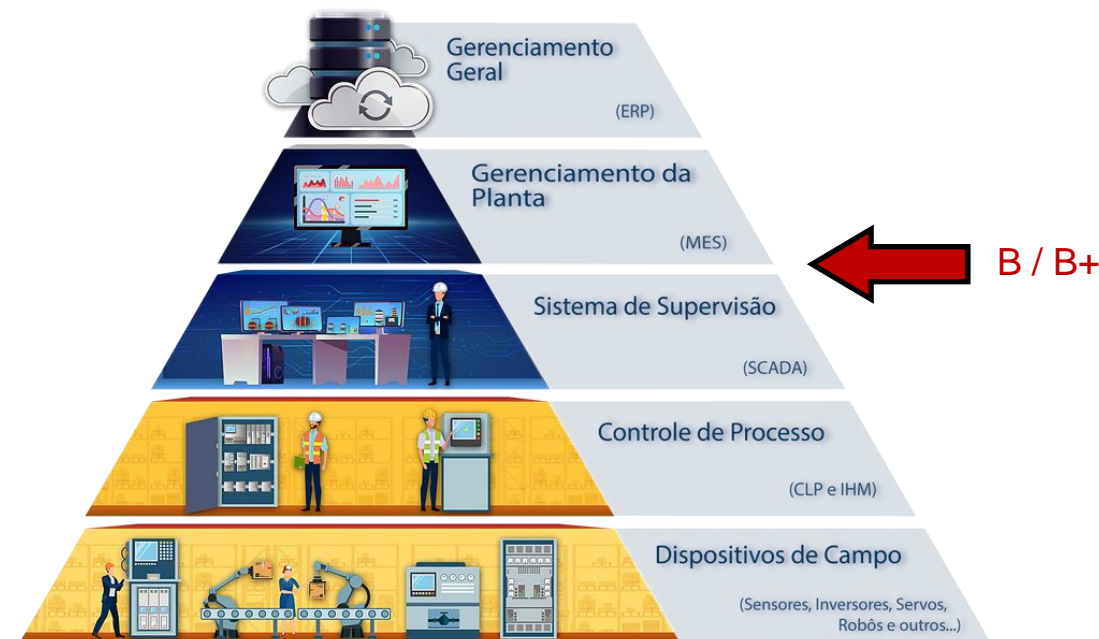 Gerenciamento
Geral
(ERP)
Gerenciamento da
Planta
(MES)
B / B+
Sistema de Supervisão
(SCADA)
Controle de Processo
(CLP e IHM)
Dispositivos de Campo
(Sensores, Inversores, Servos,
Robôs e outros...)